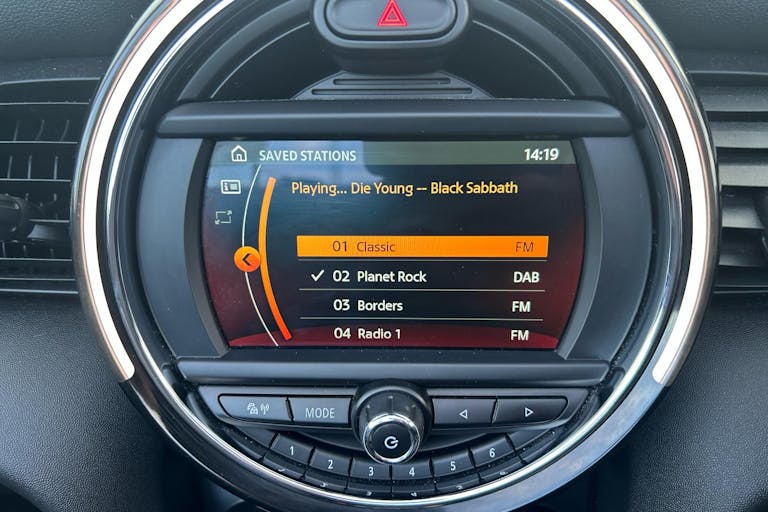 SAVED STATIONS 14:19
Playing... Die Young -- Black Sabbath
01 Classic FM
02 Planet Rock DAB
03 Borders FM
04 Radio 1 FM
MODE
1 2 3 4 5 6